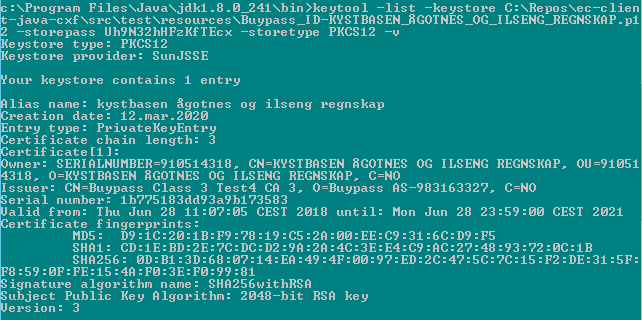 c:\Program Files\Java\jdk1.8.0_241\bin>keytool -list -keystore C:\Repos\ec-clien
t-java-cxf\src\test\resources\Buypass_ID-KYSTBASEN_ÅGOTNES_OG_ILSENG_REGNSKAP.p1
2 -storepass Uh9N32hHFzKfTEcx -storetype PKCS12 -v
Keystore type: PKCS12
Keystore provider: SunJSSE
Your keystore contains 1 entry
Alias name: kystbasen ågotnes og ilseng regnskap
Creation date: 12.mar.2020
Entry type: PrivateKeyEntry
Certificate chain length: 3
Certificate[1]:
Owner: SERIALNUMBER=910514318, CN=KYSTBASEN ÅGOTNES OG ILSENG REGNSKAP, OU=91051
4318, O=KYSTBASEN ÅGOTNES OG ILSENG REGNSKAP, C=NO
Issuer: CN=Buypass Class 3 Test4 CA 3, O=Buypass AS-983163327, C=NO
Serial number: 1b775183dd93a9b173583
Valid from: Thu Jun 28 11:07:05 CEST 2018 until: Mon Jun 28 23:59:00 CEST 2021
Certificate fingerprints:
MD5: D9:1C:20:1B:F9:78:19:C5:2A:00:EE:C9:31:6C:D9:F5
SHA1: CD:1E:BD:2E:7C:DC:D2:9A:2A:4C:3E:E4:C9:AC:27:48:93:72:0C:1B
SHA256: 0D:B1:3D:68:07:14:EA:49:4F:00:97:ED:2C:47:5C:7C:15:F2:DE:31:5F:
F8:59:0F:FE:15:4A:F0:3E:F0:99:81
Signature algorithm name: SHA256withRSA
Subject Public Key Algorithm: 2048-bit RSA key
Version: 3